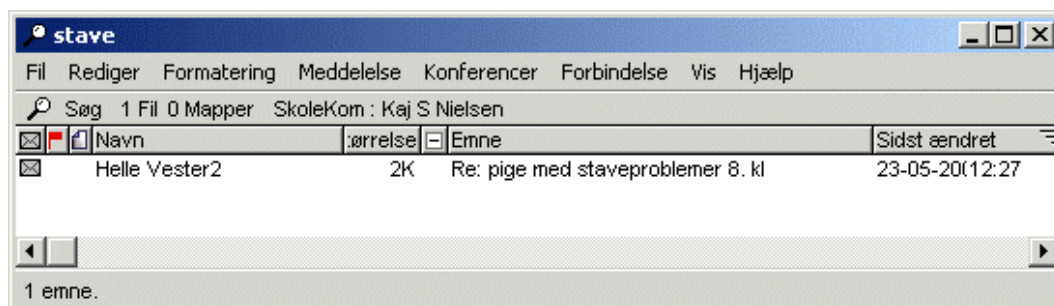 stave
Fil Rediger Formatering Meddelelse Konferencer Forbindelse Vis Hjælp
Søg 1 Fil 0 Mapper SkoleKom : Kaj S Nielsen
Navn :ørrelse Emne Sidst ændret
Helle Vester2 2K Re: pige med staveproblemer 8. kl 23-05-20(12:27
1 emne.